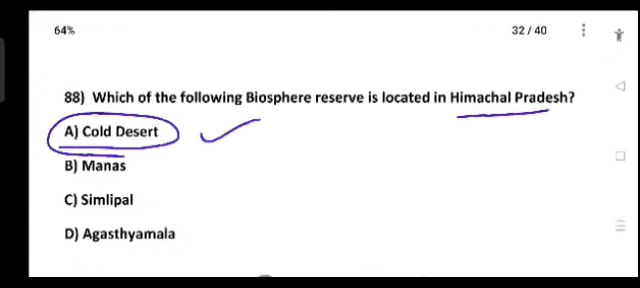 64%
32 / 40
88) Which of the following Biosphere reserve is located in Himachal Pradesh?
A) Cold Desert
B) Manas
C) Simlipal
D) Agasthyamala